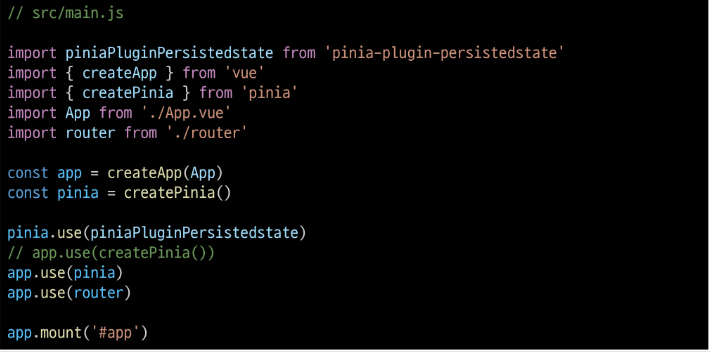 // src/main.js
import piniaPluginPersistedstate from 'pinia-plugin-persistedstate'
import { createApp } from 'vue'
import { createPinia } from 'pinia'
import App from './App.vue'
import router from './router'
const app = createApp(App)
const pinia = createPinia()
pinia.use(piniaPluginPersistedstate)
// app.use(createPinia())
app.use(pinia)
app.use(router)
app.mount('#app')